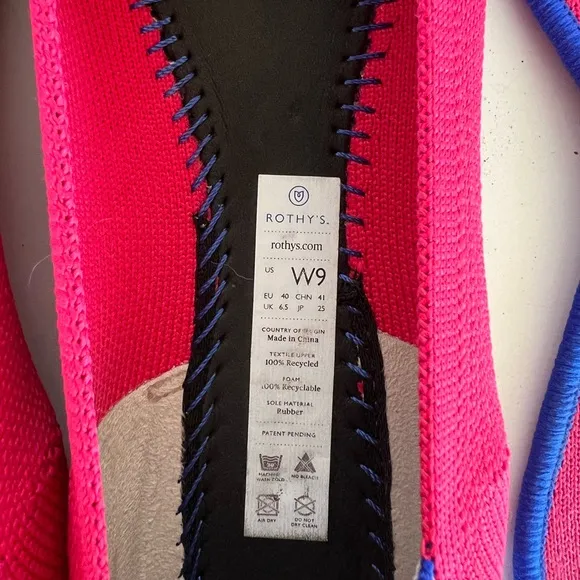 ROTHY'S
rothys.com
US W9
EU 40 CHN 41
UK 6.5 JP 25
COUNTRY OF ORIGIN
Made in China
TEXTILE UPPER
100% Recycled
FOAM
100% Recyclable
SOLE MATERIAL
Rubber
PATENT PENDING
MACHINE WASH COLD
NO BLEACH
AIR DRY
DO NOT DRY CLEAN